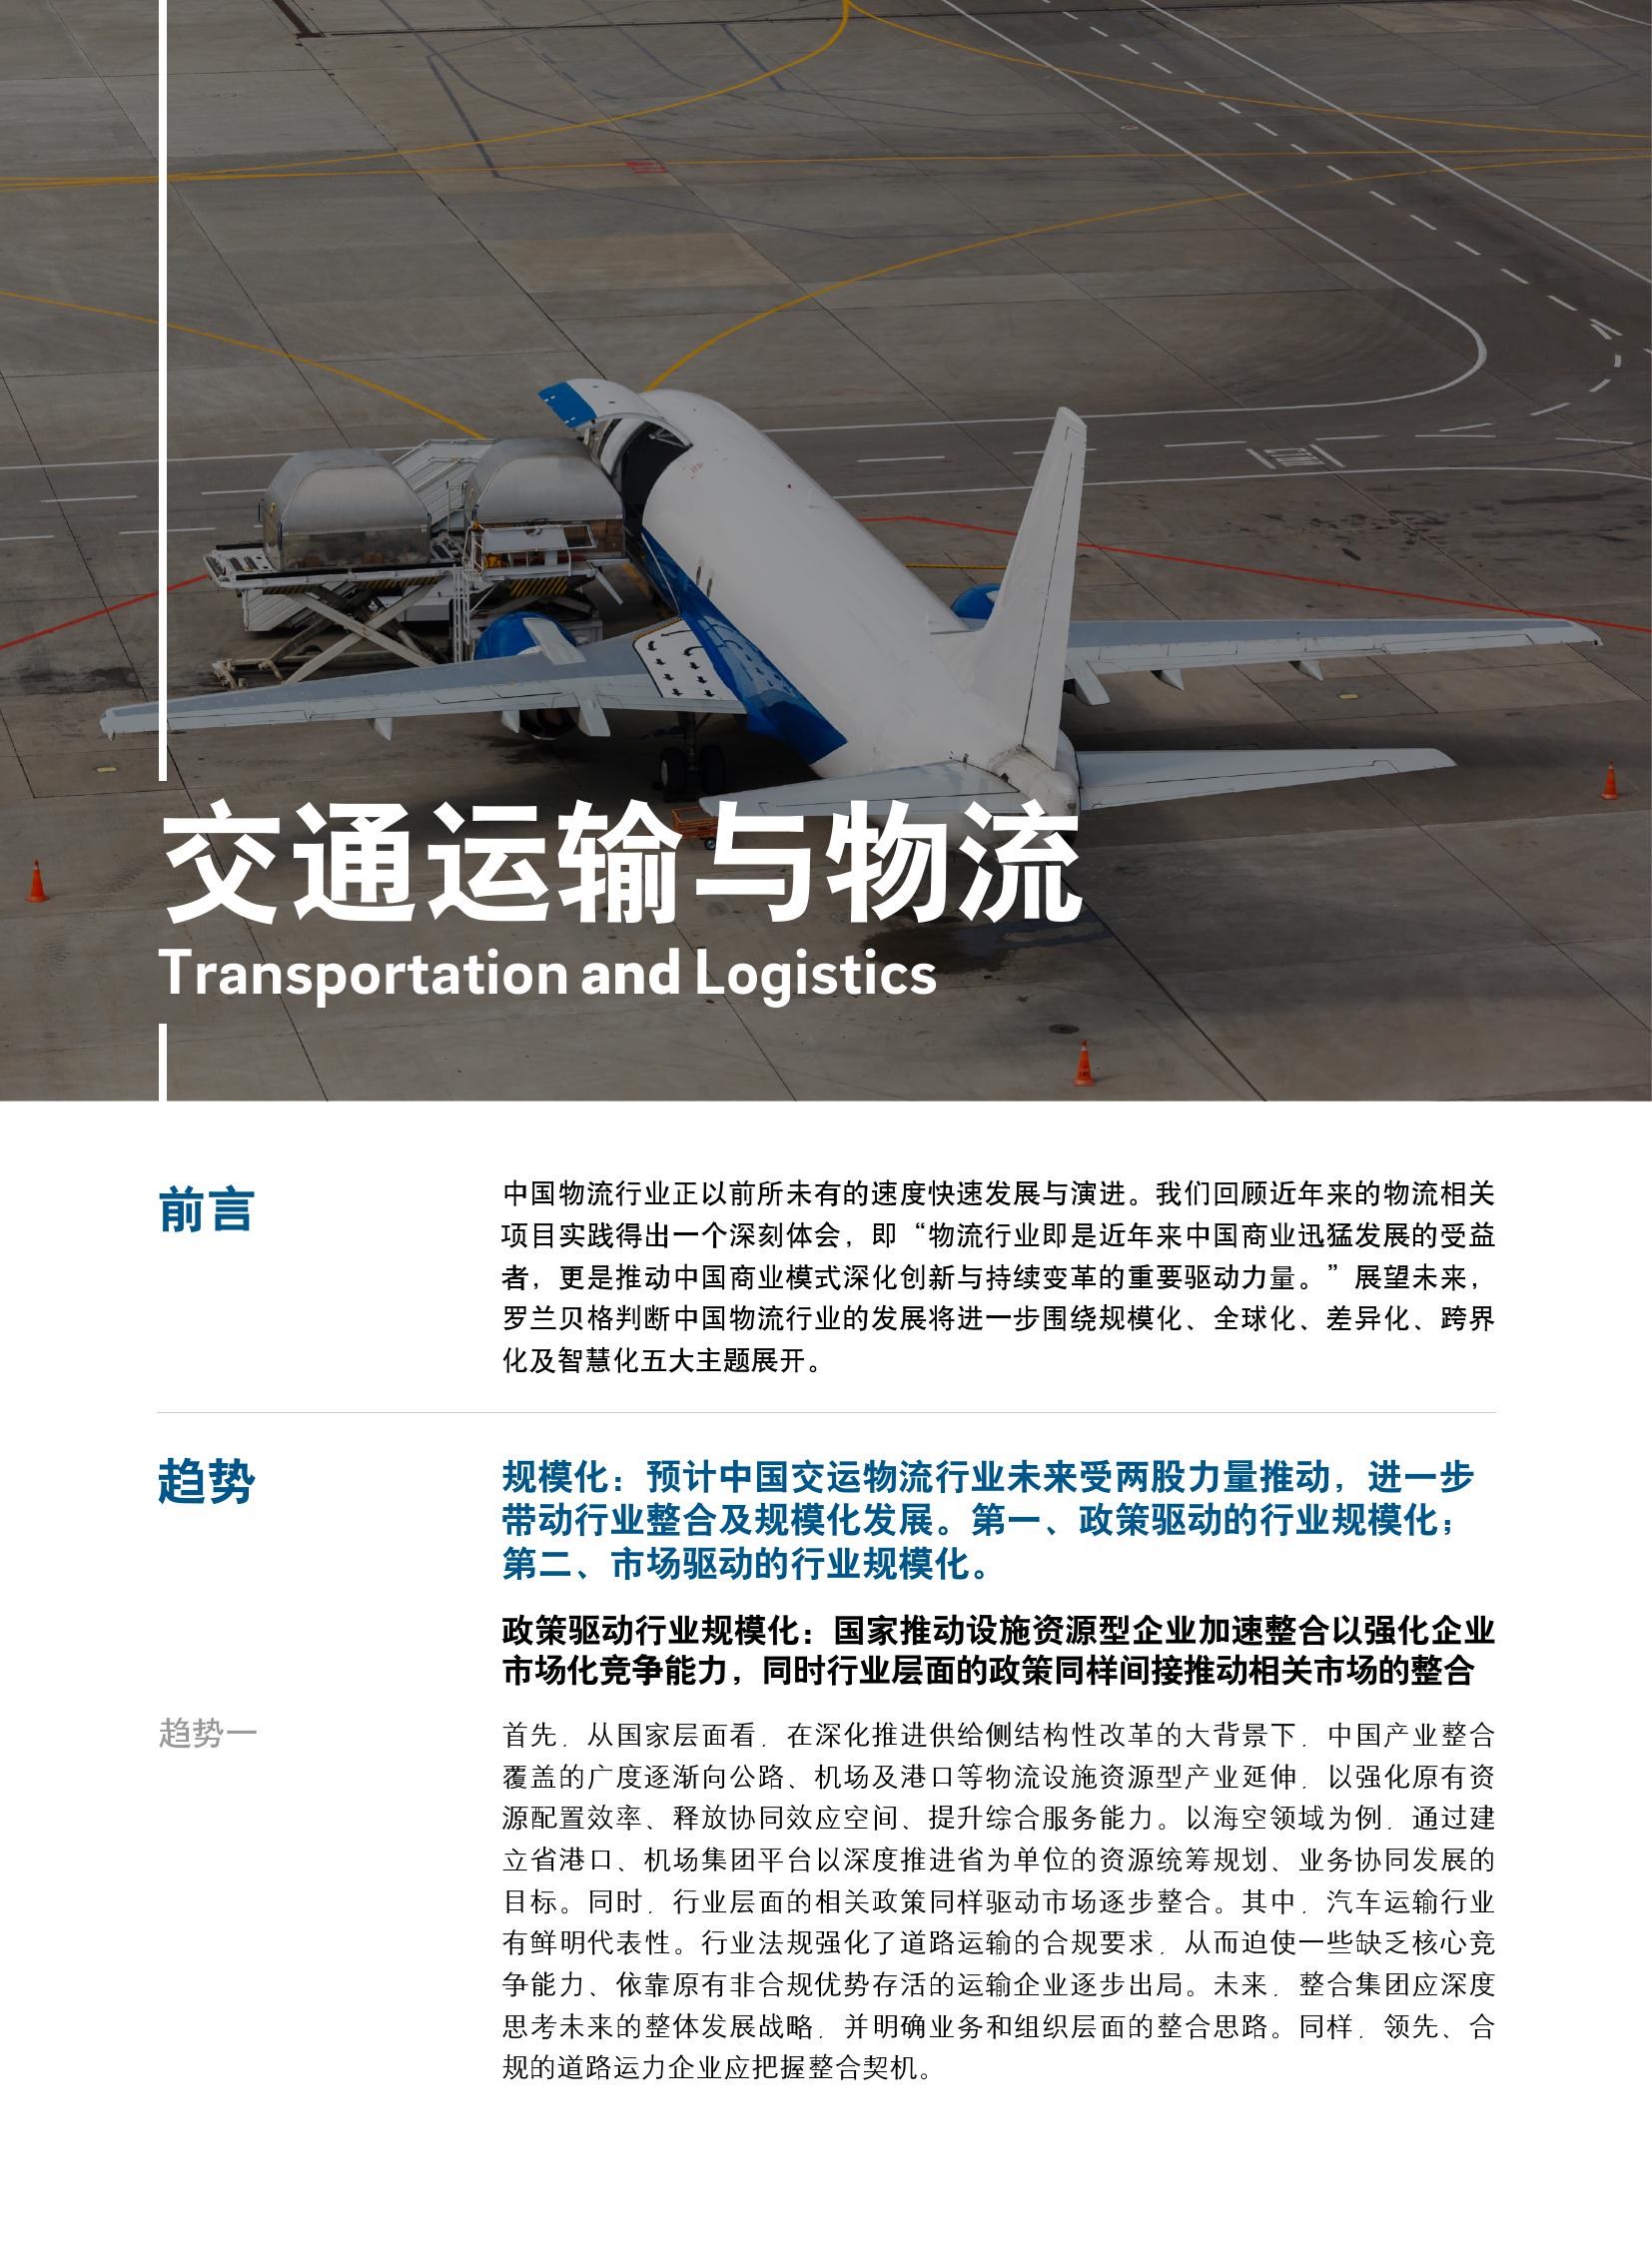 交通运输与物流
Transportation and Logistics
前言
中国物流行业正以前所未有的速度快速发展与演进。我们回顾近年来的物流相关
项目实践得出一个深刻体会，即“物流行业即是近年来中国商业迅猛发展的受益
者，更是推动中国商业模式深化创新与持续变革的重要驱动力量。”展望未来，
罗兰贝格判断中国物流行业的发展将进一步围绕规模化、全球化、差异化、跨界
化及智慧化五大主题展开。
趋势
规模化：预计中国交运物流行业未来受两股力量推动，进一步
带动行业整合及规模化发展。第一、政策驱动的行业规模化；
第二、市场驱动的行业规模化。
政策驱动行业规模化：国家推动设施资源型企业加速整合以强化企业
市场化竞争能力，同时行业层面的政策同样间接推动相关市场的整合
趋势一
首先，从国家层面看，在深化推进供给侧结构性改革的大背景下，中国产业整合
覆盖的广度逐渐向公路、机场及港口等物流设施资源型产业延伸，以强化原有资
源配置效率、释放协同效应空间、提升综合服务能力。以海空领域为例，通过建
立省港口、机场集团平台以深度推进省为单位的资源统筹规划、业务协同发展的
目标。同时，行业层面的相关政策同样驱动市场逐步整合。其中，汽车运输行业
有鲜明代表性。行业法规强化了道路运输的合规要求，从而迫使一些缺乏核心竞
争能力、依靠原有非合规优势存活的运输企业逐步出局。未来，整合集团应深度
思考未来的整体发展战略，并明确业务和组织层面的整合思路。同样，领先、合
规的道路运力企业应把握整合契机。